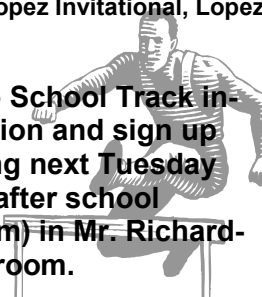 opez Invitational, Lopez
School Track in-
ion and sign up
ng next Tuesday
after school
m) in Mr. Richard-
room.